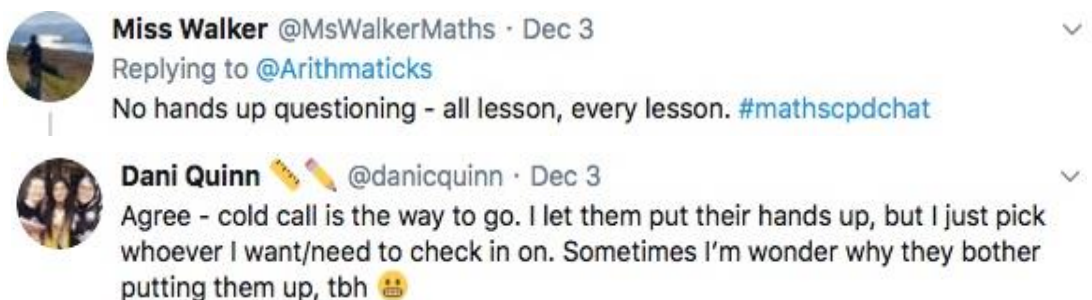 Miss Walker @MsWalkerMaths · Dec 3
Replying to @Arithmaticks
No hands up questioning - all lesson, every lesson. #mathscpdchat
Dani Quinn 📏✏️ @danicquinn · Dec 3
Agree - cold call is the way to go. I let them put their hands up, but I just pick
whoever I want/need to check in on. Sometimes I'm wonder why they bother
putting them up, tbh 😬